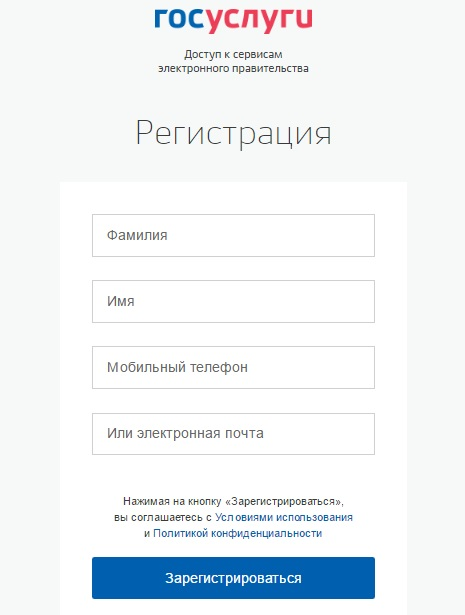 госуслуги
Доступ к сервисам
электронного правительства
Регистрация
Фамилия
Имя
Мобильный телефон
Или электронная почта
Нажимая на кнопку «Зарегистрироваться»,
вы соглашаетесь с Условиями использования
и Политикой конфиденциальности
Зарегистрироваться